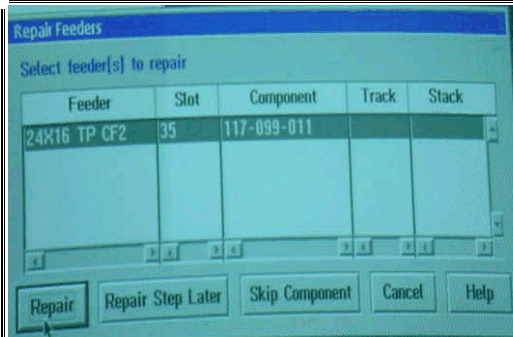 Repair Feeders
Select feeder[s] to repair
Feeder Slot Component Track Stack
24X16 TP CF2 35 117-099-011
Repair Repair Step Later Skip Component Cancel Help